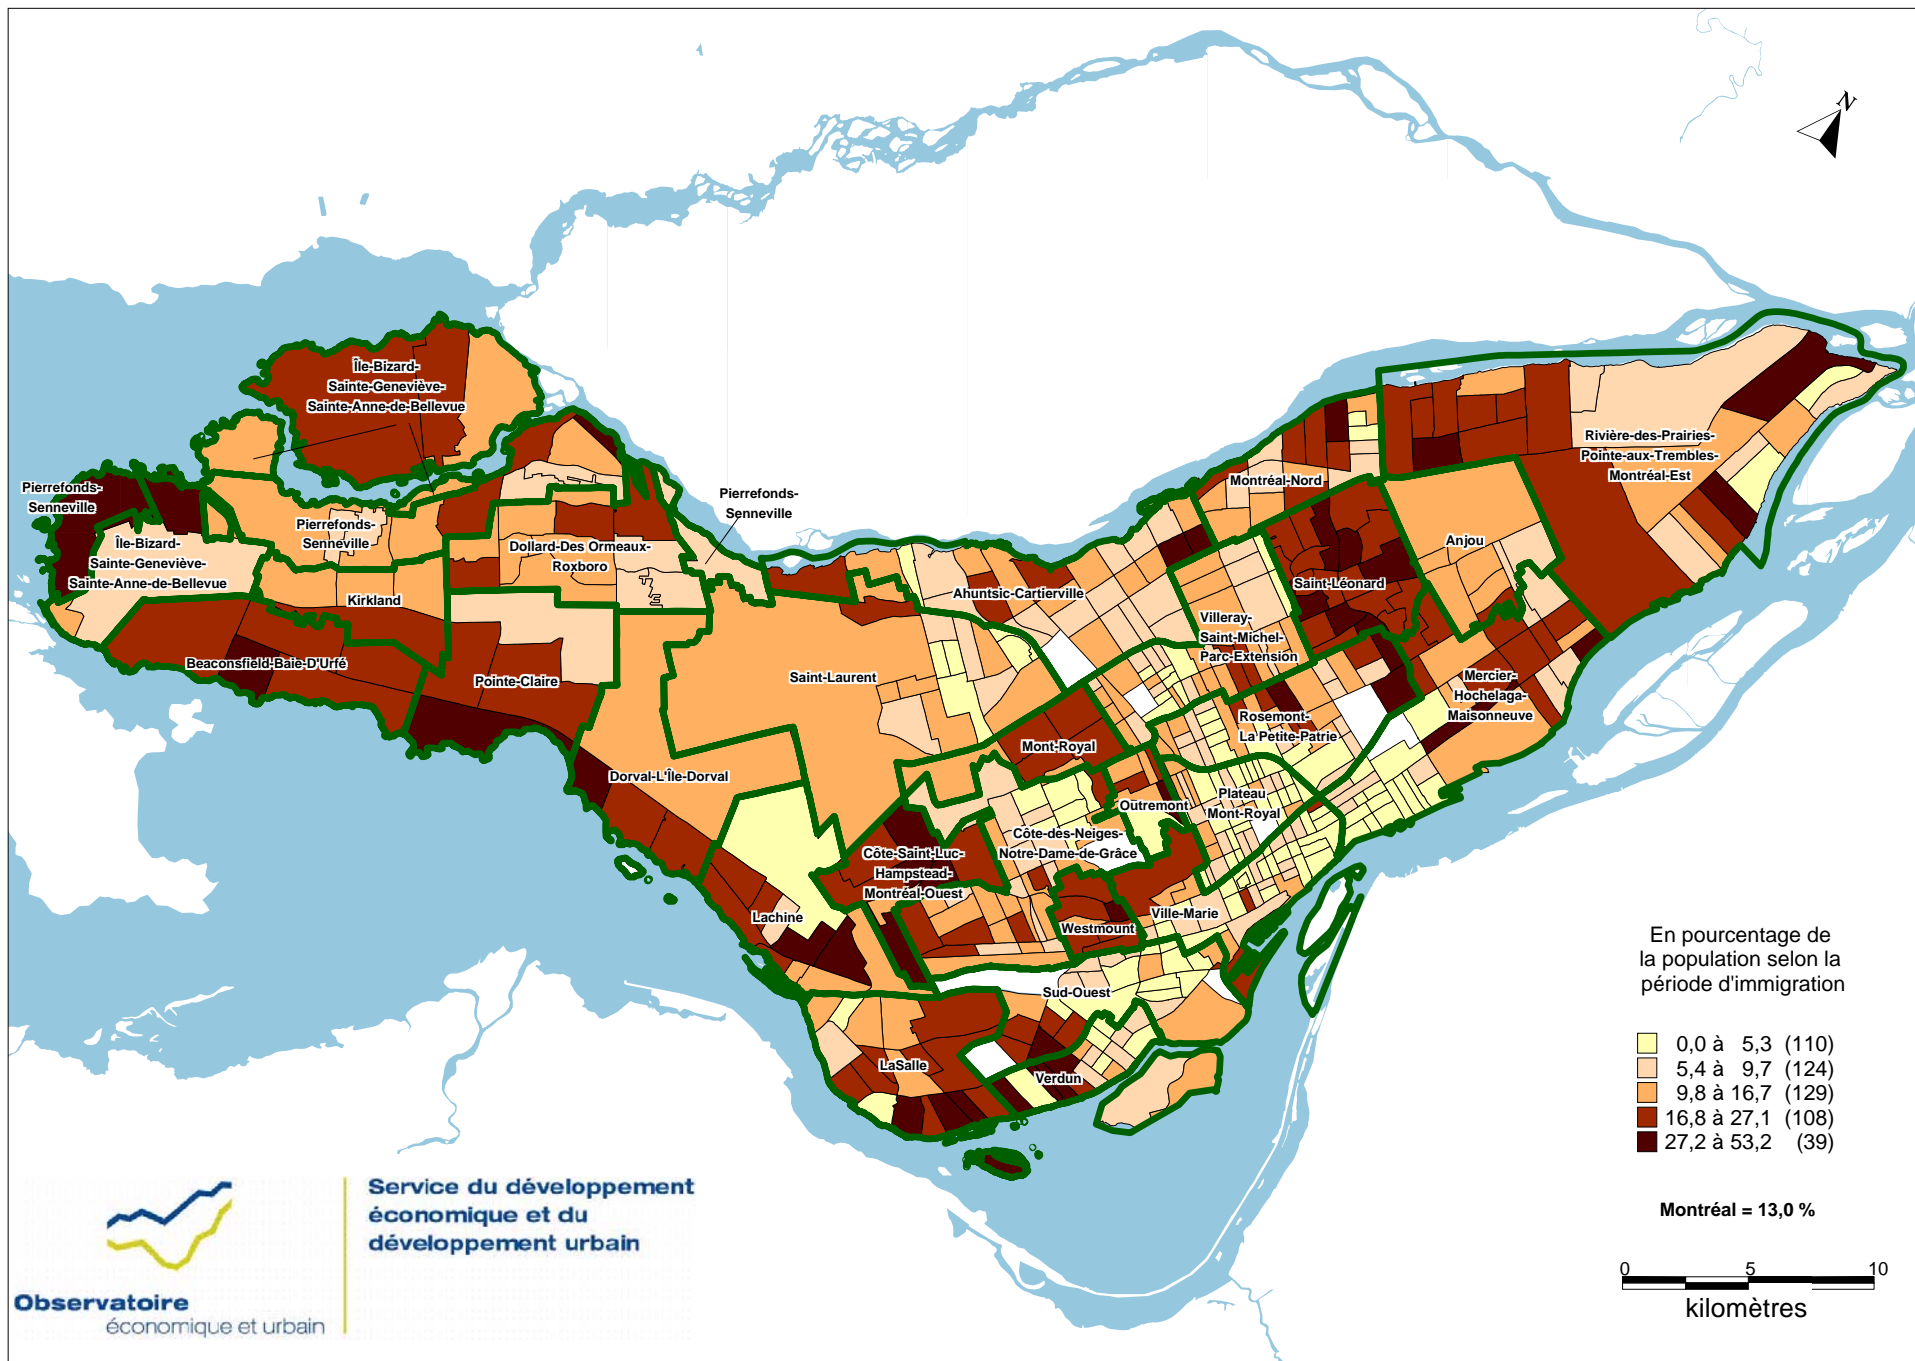 N
Île-Bizard-
Sainte-Geneviève-
Sainte-Anne-de-Bellevue
Pierrefonds-
Senneville
Île-Bizard-
Sainte-Geneviève-
Sainte-Anne-de-Bellevue
Pierrefonds-
Senneville
Pierrefonds-
Senneville
Dollard-Des Ormeaux-
Roxboro
Kirkland
Beaconsfield-Baie-D'Urfé
Pointe-Claire
Dorval-L'Île-Dorval
Saint-Laurent
Ahuntsic-Cartierville
Montréal-Nord
Rivière-des-Prairies-
Pointe-aux-Trembles-
Montréal-Est
Anjou
Saint-Léonard
Villeray-
Saint-Michel-
Parc-Extension
Mercier-
Hochelaga-
Maisonneuve
Rosemont-
La Petite-Patrie
Mont-Royal
Outremont
Plateau
Mont-Royal
Côte-des-Neiges-
Notre-Dame-de-Grâce
Côte-Saint-Luc-
Hampstead-
Montréal-Ouest
Lachine
Westmount
Ville-Marie
Sud-Ouest
LaSalle
Verdun
En pourcentage de
la population selon la
période d'immigration
0,0 à 5,3 (110)
5,4 à 9,7 (124)
9,8 à 16,7 (129)
16,8 à 27,1 (108)
27,2 à 53,2 (39)
Montréal = 13,0 %
0 5 10
kilomètres
Service du développement
économique et du
développement urbain
Observatoire
économique et urbain